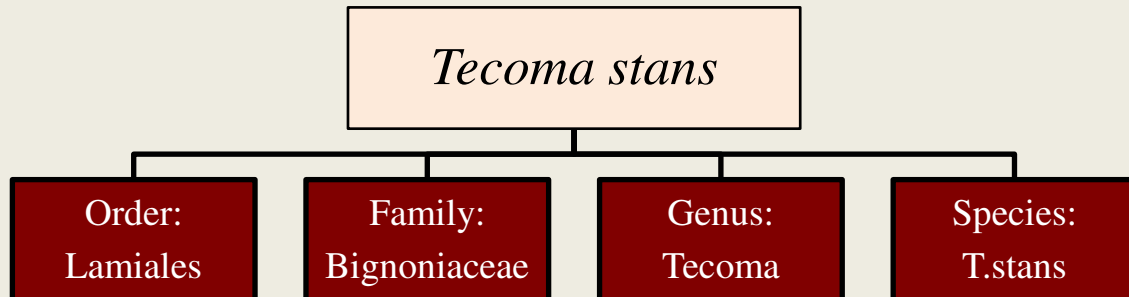 Tecoma stans
Order:
Lamiales
Family:
Bignoniaceae
Genus:
Tecoma
Species:
T.stans